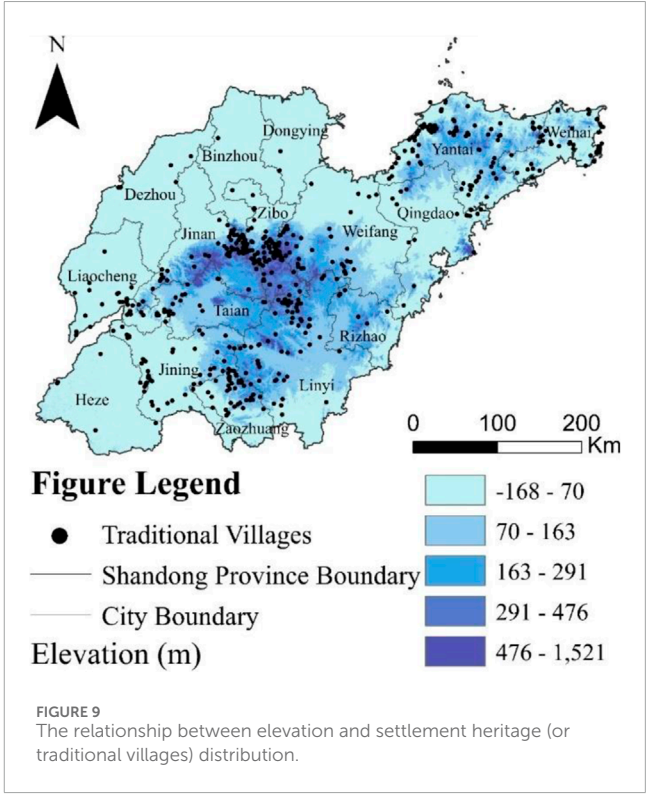 N
Dongying
Binzhou
Weihai
Yantai
Dezhou
Zibo
Qingdao
Jinan
Weifang
Liaocheng
Taian
Rizhao
Jining
Linyi
Heze
Zaozhuang
0 100 200
Km
Figure Legend
Traditional Villages
Shandong Province Boundary
City Boundary
Elevation (m)
-168 - 70
70 - 163
163 - 291
291 - 476
476 - 1,521
FIGURE 9
The relationship between elevation and settlement heritage (or
traditional villages) distribution.